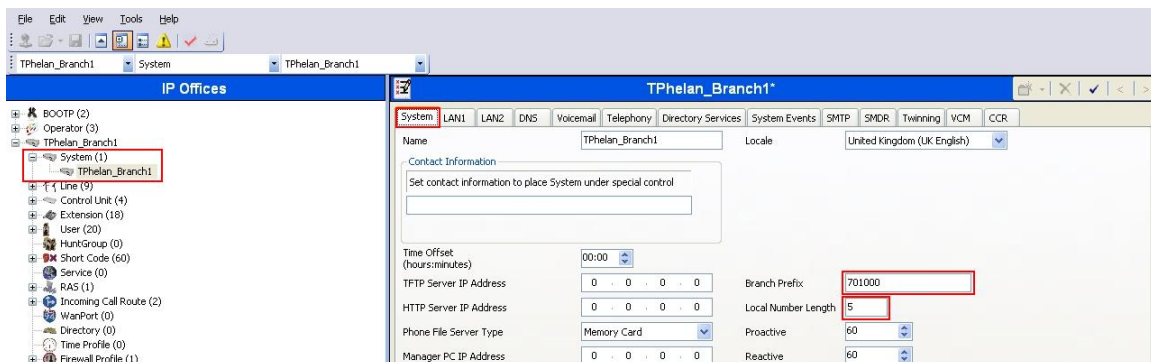 File Edit View Tools Help
TPhelan_Branch1 System TPhelan_Branch1
IP Offices
BOOTP (2)
Operator (3)
TPhelan_Branch1
System (1)
TPhelan_Branch1
Line (9)
Control Unit (4)
Extension (18)
User (20)
HuntGroup (0)
Short Code (60)
Service (0)
RAS (1)
Incoming Call Route (2)
WanPort (0)
Directory (0)
Time Profile (0)
Firewall Profile (1)
TPhelan_Branch1*
System LAN1 LAN2 DNS Voicemail Telephony Directory Services System Events SMTP SMDR Twinning VCM CCR
Name TPhelan_Branch1 Locale United Kingdom (UK English)
Contact Information
Set contact information to place System under special control
Time Offset
(hours:minutes) 00:00
TFTP Server IP Address 0 . 0 . 0 . 0 Branch Prefix 701000
HTTP Server IP Address 0 . 0 . 0 . 0 Local Number Length 5
Phone File Server Type Memory Card Proactive 60
Manager PC IP Address 0 . 0 . 0 . 0 Reactive 60